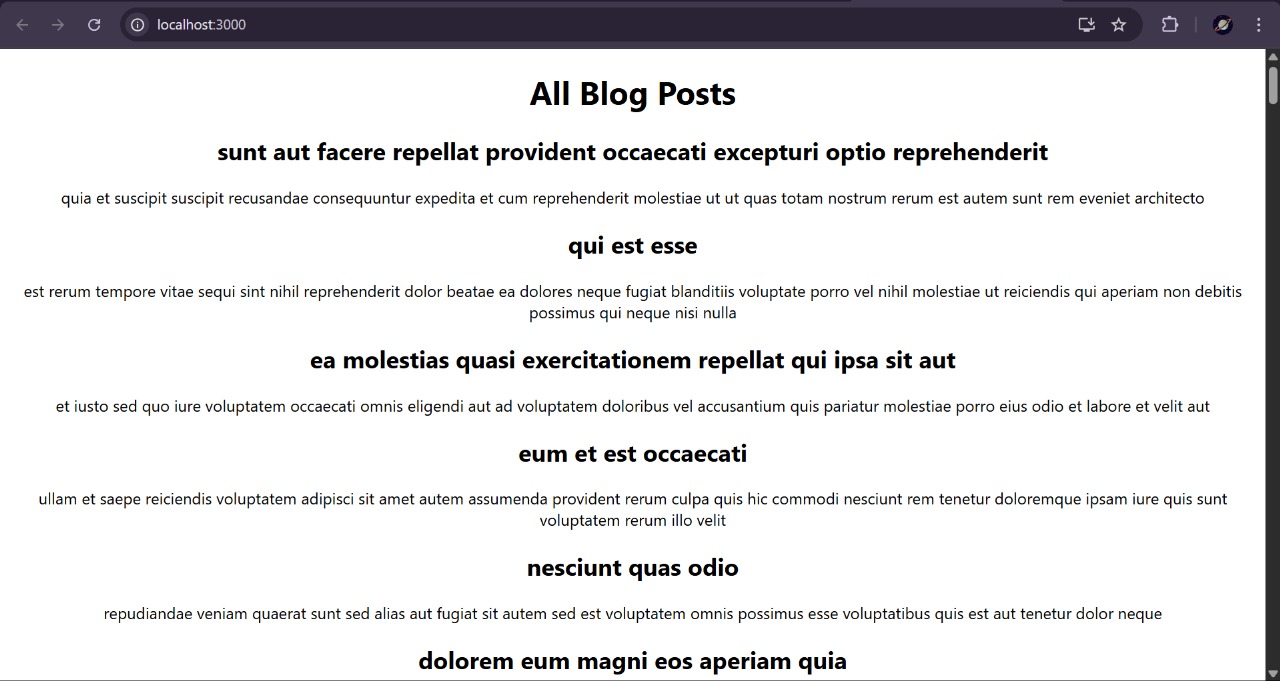 localhost:3000
All Blog Posts
sunt aut facere repellat provident occaecati excepturi optio reprehenderit
quia et suscipit suscipit recusandae consequuntur expedita et cum reprehenderit molestiae ut ut quas totam nostrum rerum est autem sunt rem eveniet architecto
qui est esse
est rerum tempore vitae sequi sint nihil reprehenderit dolor beatae ea dolores neque fugiat blanditiis voluptate porro vel nihil molestiae ut reiciendis qui aperiam non debitis
possimus qui neque nisi nulla
ea molestias quasi exercitationem repellat qui ipsa sit aut
et iusto sed quo iure voluptatem occaecati omnis eligendi aut ad voluptatem doloribus vel accusantium quis pariatur molestiae porro eius odio et labore et velit aut
eum et est occaecati
ullam et saepe reiciendis voluptatem adipisci sit amet autem assumenda provident rerum culpa quis hic commodi nesciunt rem tenetur doloremque ipsam iure quis sunt
voluptatem rerum illo velit
nesciunt quas odio
repudiandae veniam quaerat sunt sed alias aut fugiat sit autem sed est voluptatem omnis possimus esse voluptatibus quis est aut tenetur dolor neque
dolorem eum magni eos aperiam quia